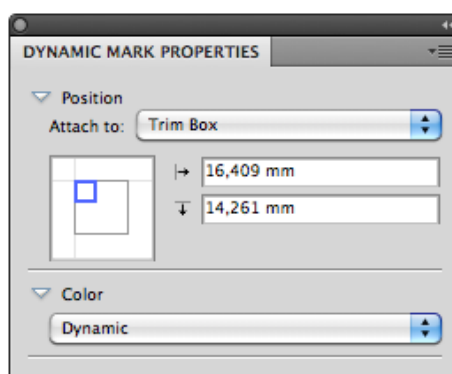 DYNAMIC MARK PROPERTIES
Position
Attach to: Trim Box
16,409 mm
14,261 mm
Color
Dynamic